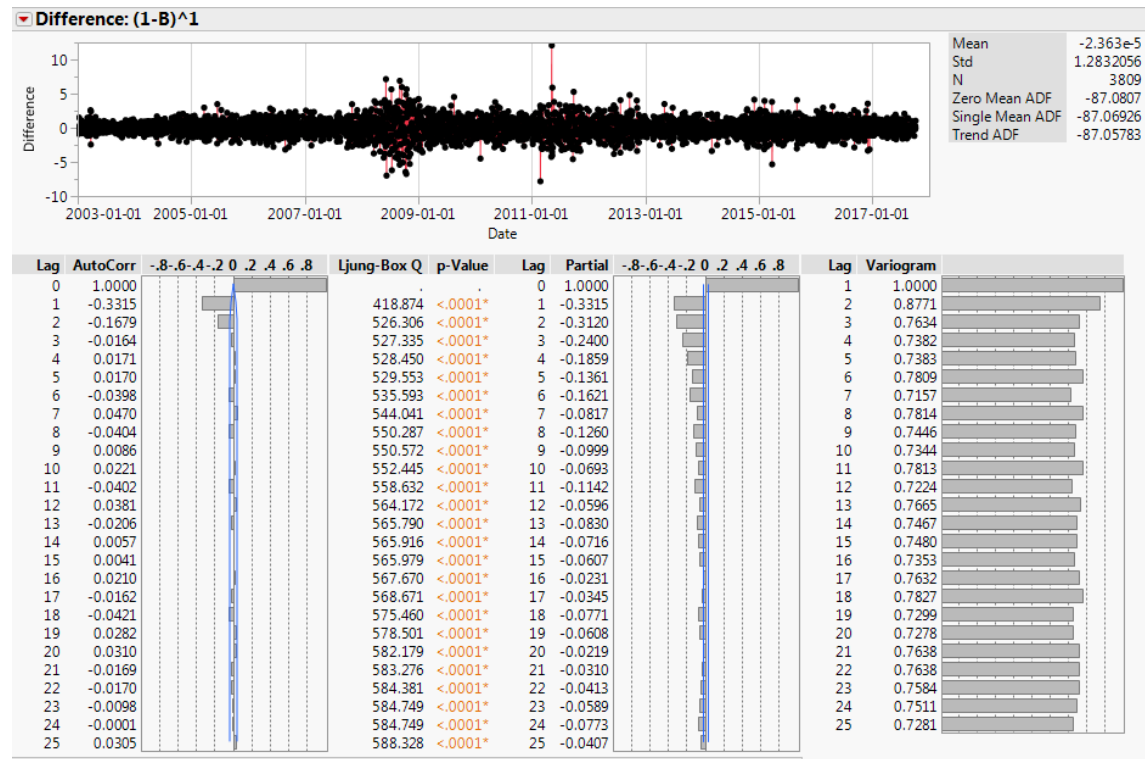 Difference: (1-B)^1
10
5
0
-5
-10
Difference
2003-01-01 2005-01-01 2007-01-01 2009-01-01 2011-01-01 2013-01-01 2015-01-01 2017-01-01
Date
Mean -2.363e-5
Std 1.2832056
N 3809
Zero Mean ADF -87.0807
Single Mean ADF -87.06926
Trend ADF -87.05783
Lag AutoCorr -.8-.6-.4-.2 0 .2 .4 .6 .8 Ljung-Box Q p-Value Lag Partial -.8-.6-.4-.2 0 .2 .4 .6 .8 Lag Variogram
0 1.0000 . . 0 1.0000 1 1.0000
1 -0.3315 418.874 <.0001* 1 -0.3315 2 0.8771
2 -0.1679 526.306 <.0001* 2 -0.3120 3 0.7634
3 -0.0164 527.335 <.0001* 3 -0.2400 4 0.7382
4 0.0171 528.450 <.0001* 4 -0.1859 5 0.7383
5 0.0170 529.553 <.0001* 5 -0.1361 6 0.7809
6 -0.0398 535.593 <.0001* 6 -0.1621 7 0.7157
7 0.0470 544.041 <.0001* 7 -0.0817 8 0.7814
8 -0.0404 550.287 <.0001* 8 -0.1260 9 0.7446
9 0.0086 550.572 <.0001* 9 -0.0999 10 0.7344
10 0.0221 552.445 <.0001* 10 -0.0693 11 0.7813
11 -0.0402 558.632 <.0001* 11 -0.1142 12 0.7224
12 0.0381 564.172 <.0001* 12 -0.0596 13 0.7665
13 -0.0206 565.790 <.0001* 13 -0.0830 14 0.7467
14 0.0057 565.916 <.0001* 14 -0.0716 15 0.7480
15 0.0041 565.979 <.0001* 15 -0.0607 16 0.7353
16 0.0210 567.670 <.0001* 16 -0.0231 17 0.7632
17 -0.0162 568.671 <.0001* 17 -0.0345 18 0.7827
18 -0.0421 575.460 <.0001* 18 -0.0771 19 0.7299
19 0.0282 578.501 <.0001* 19 -0.0608 20 0.7278
20 0.0310 582.179 <.0001* 20 -0.0219 21 0.7638
21 -0.0169 583.276 <.0001* 21 -0.0310 22 0.7638
22 -0.0170 584.381 <.0001* 22 -0.0413 23 0.7584
23 -0.0098 584.749 <.0001* 23 -0.0589 24 0.7511
24 -0.0001 584.749 <.0001* 24 -0.0773 25 0.7281
25 0.0305 588.328 <.0001* 25 -0.0407